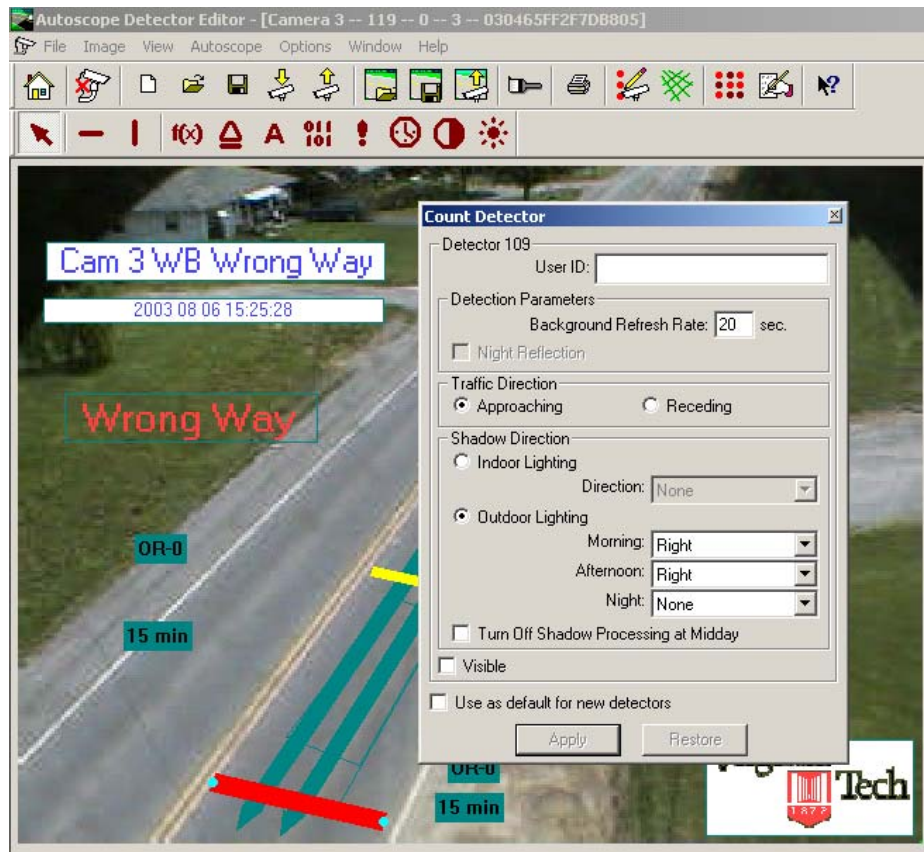 Autoscope Detector Editor - [Camera 3 -- 119 -- 0 -- 3 -- 030465FF2F7DB805]
File Image View Autoscope Options Window Help
f(x) A 011 101 ! ?
Cam 3 WB Wrong Way
2003 08 06 15:25:28
Wrong Way
OR-0
15 min
Count Detector
Detector 109
User ID:
Detection Parameters
Background Refresh Rate: 20 sec.
Night Reflection
Traffic Direction
Approaching Receding
Shadow Direction
Indoor Lighting
Direction: None
Outdoor Lighting
Morning: Right
Afternoon: Right
Night: None
Turn Off Shadow Processing at Midday
Visible
Use as default for new detectors
Apply Restore
OR-0
15 min
Tech
1872